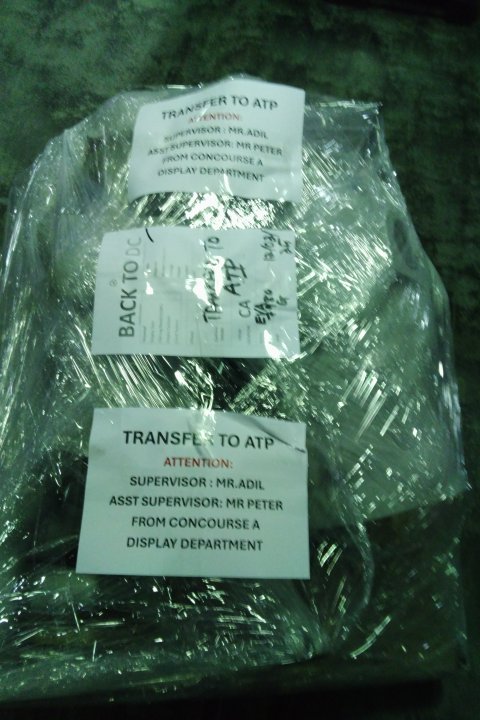 TRANSFER TO ATP
ATTENTION:
SUPERVISOR : MR.ADIL
ASST SUPERVISOR: MR PETER
FROM CONCOURSE A
DISPLAY DEPARTMENT
BACK TO DC
TO
ATP
CA
TRANSFER TO ATP
ATTENTION:
SUPERVISOR : MR.ADIL
ASST SUPERVISOR: MR PETER
FROM CONCOURSE A
DISPLAY DEPARTMENT